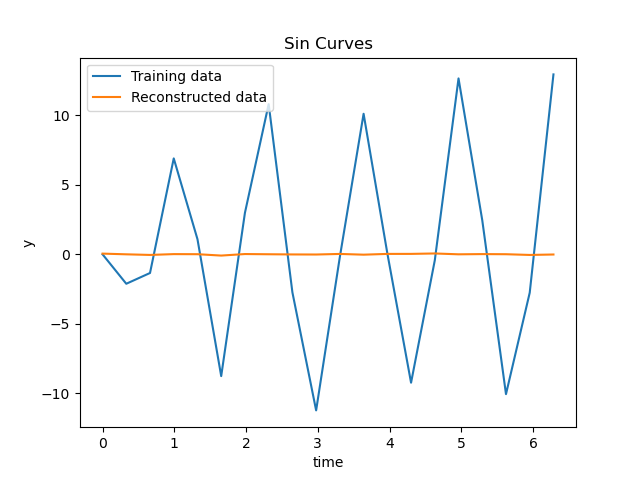 Sin Curves
Training data
Reconstructed data
10
5
0
−5
−10
y
0 1 2 3 4 5 6
time